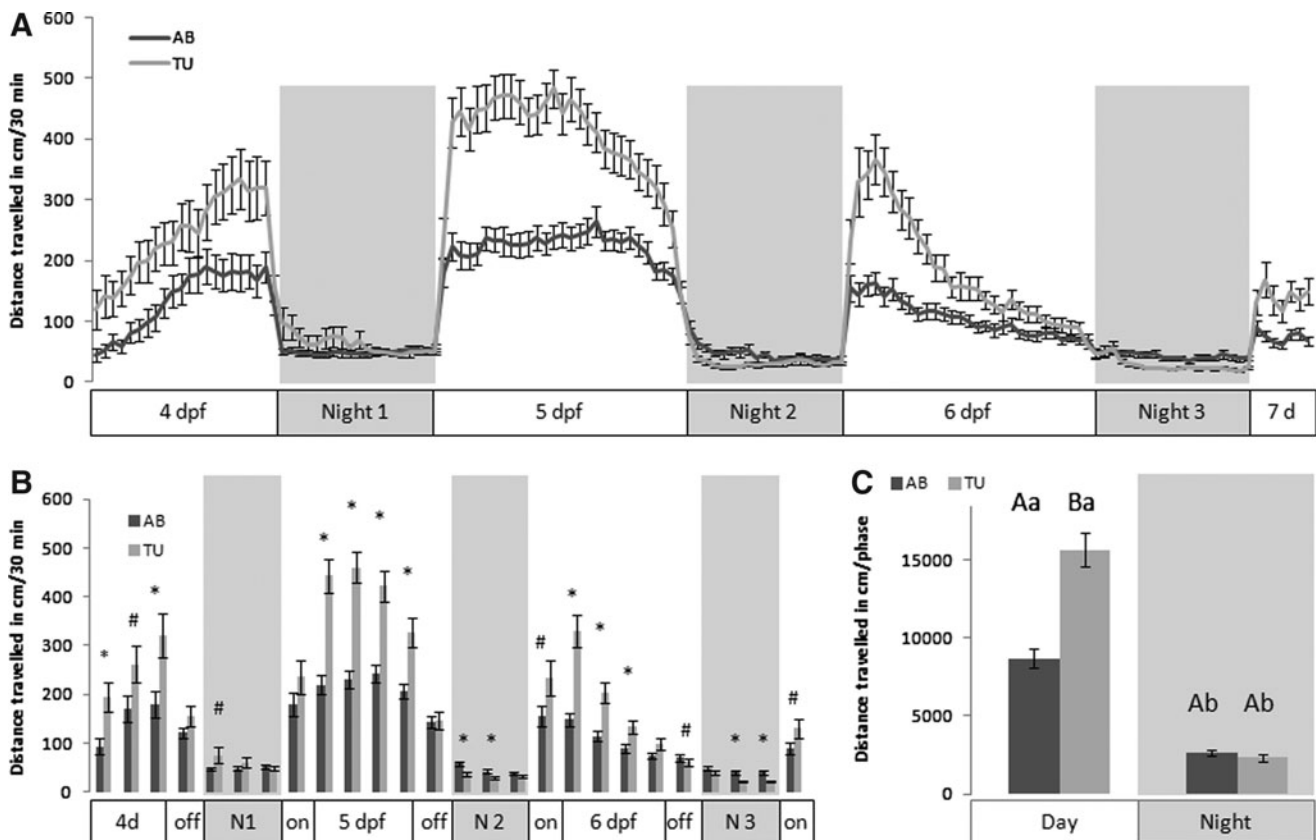 A
Distance travelled in cm/30 min
600
500
400
300
200
100
0
AB
TU
4 dpf Night 1 5 dpf Night 2 6 dpf Night 3 7 d
B
Distance travelled in cm/30 min
600
500
400
300
200
100
0
AB
TU
* # * # * * * * * * # * * * # * * #
4d off N1 on 5 dpf off N 2 on 6 dpf off N 3 on
C
Distance travelled in cm/phase
AB TU
15000
10000
5000
0
Aa Ba
Ab Ab
Day Night